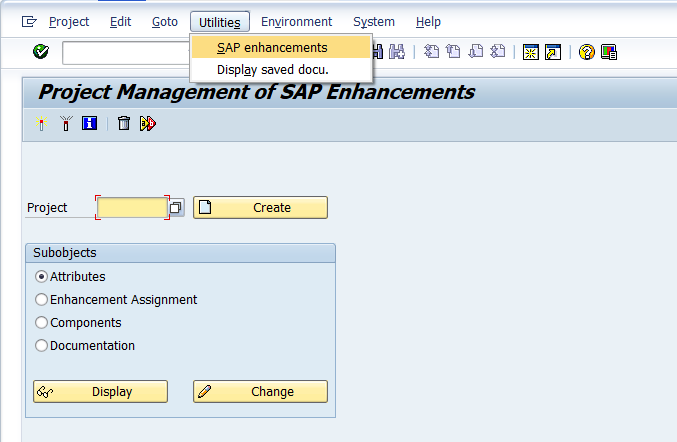 Project Edit Goto Utilities Environment System Help
SAP enhancements
Display saved docu.
Project Management of SAP Enhancements
Project Create
Subobjects
Attributes
Enhancement Assignment
Components
Documentation
Display Change